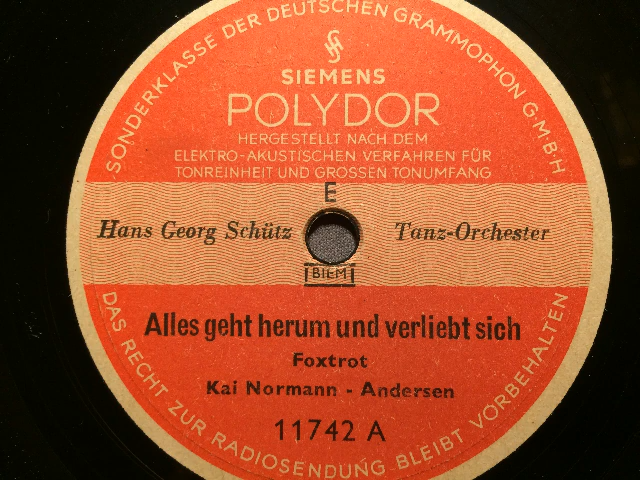 SONDERKLASSE DER DEUTSCHEN GRAMMOPHON G·M·B·H
SIEMENS
POLYDOR
HERGESTELLT NACH DEM
ELEKTRO-AKUSTISCHEN VERFAHREN FÜR
TONREINHEIT UND GROSSEN TONUMFANG
E
Hans Georg Schütz Tanz-Orchester
BIEM
Alles geht herum und verliebt sich
Foxtrot
Kai Normann - Andersen
11742 A
DAS RECHT ZUR RADIOSENDUNG BLEIBT VORBEHALTEN